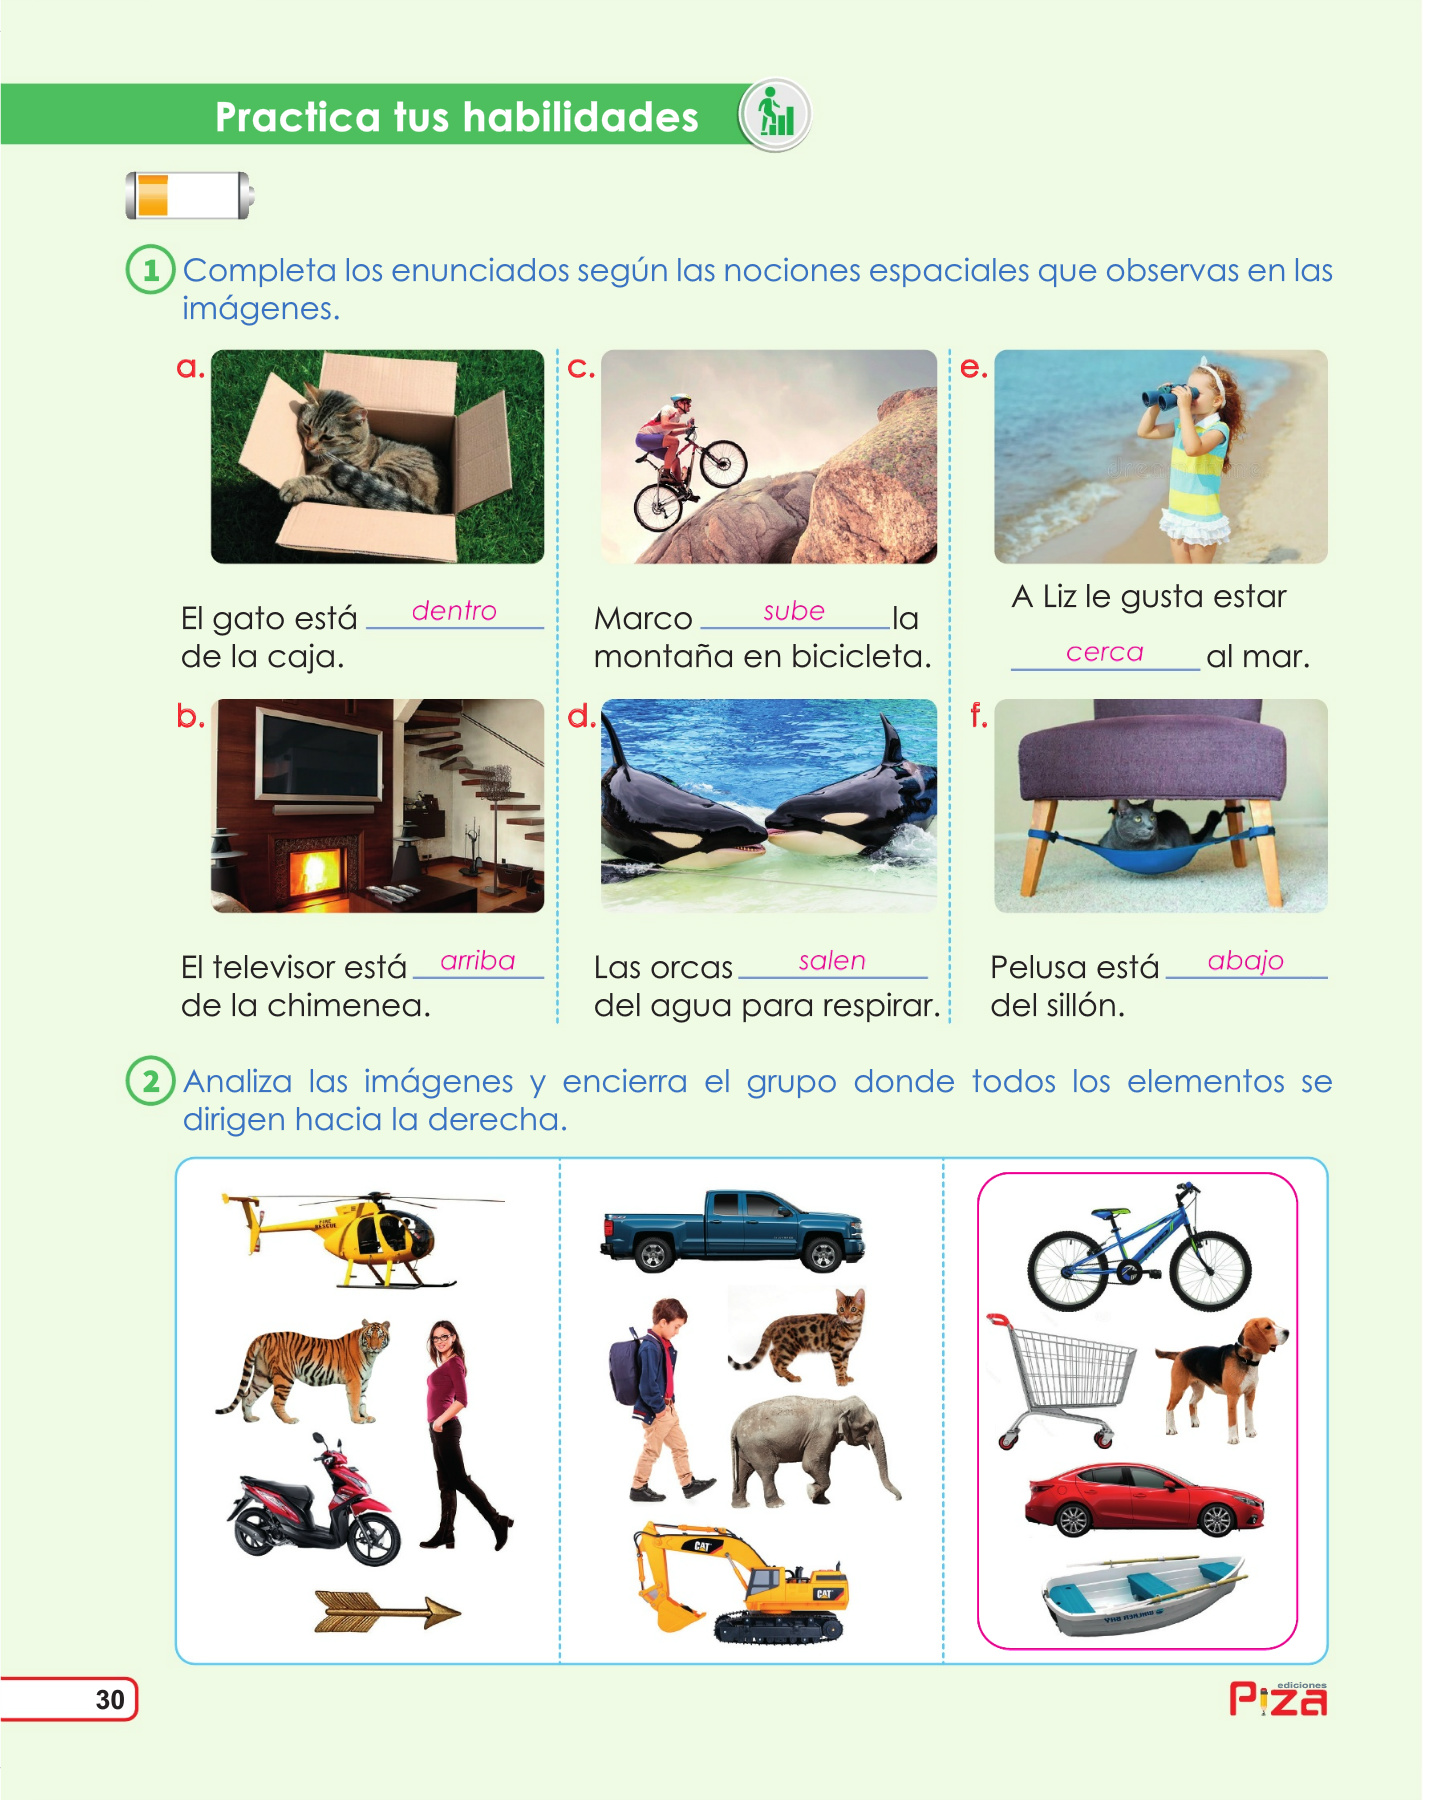 Practica tus habilidades
1 Completa los enunciados según las nociones espaciales que observas en las
imágenes.
a.
El gato está dentro
de la caja.
b.
El televisor está arriba
de la chimenea.
c.
Marco sube la
montaña en bicicleta.
d.
Las orcas salen
del agua para respirar.
e.
A Liz le gusta estar
cerca al mar.
f.
Pelusa está abajo
del sillón.
2 Analiza las imágenes y encierra el grupo donde todos los elementos se
dirigen hacia la derecha.
FIRE
RESCUE
CAT
CAT
30
ediciones
Piza